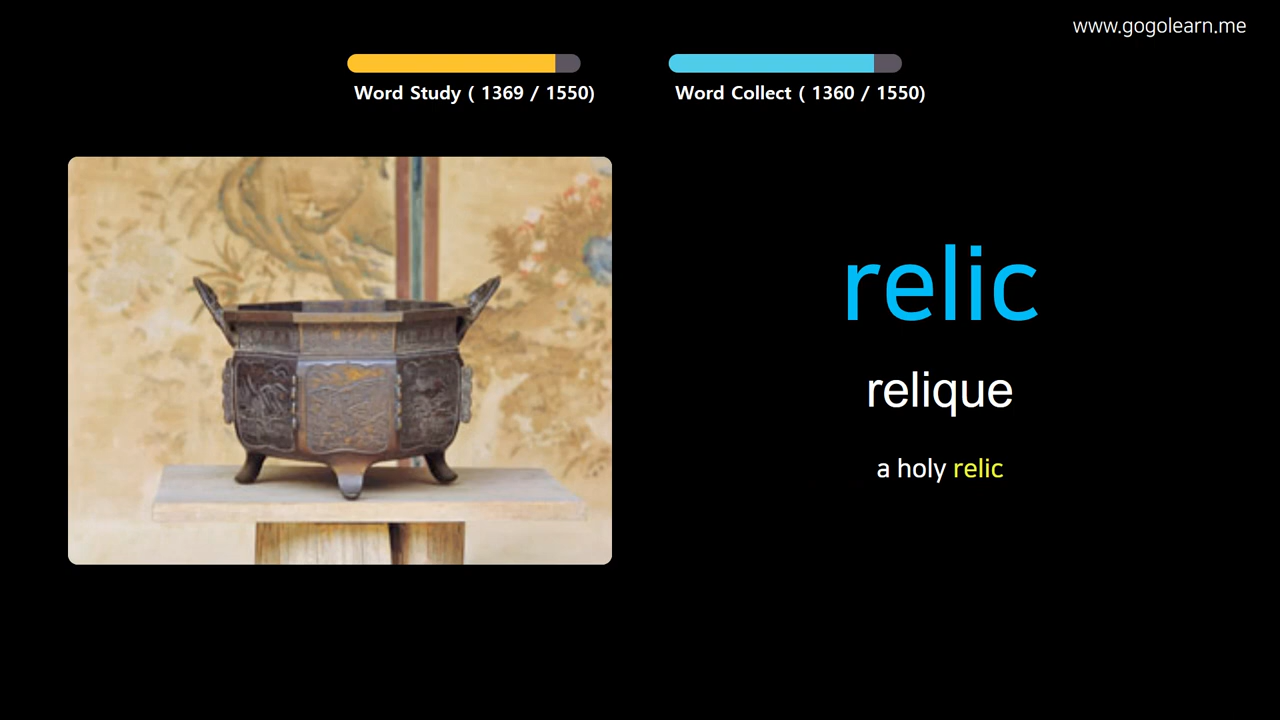 www.gogolearn.me
Word Study ( 1369 / 1550)
Word Collect ( 1360 / 1550)
relic
relique
a holy relic